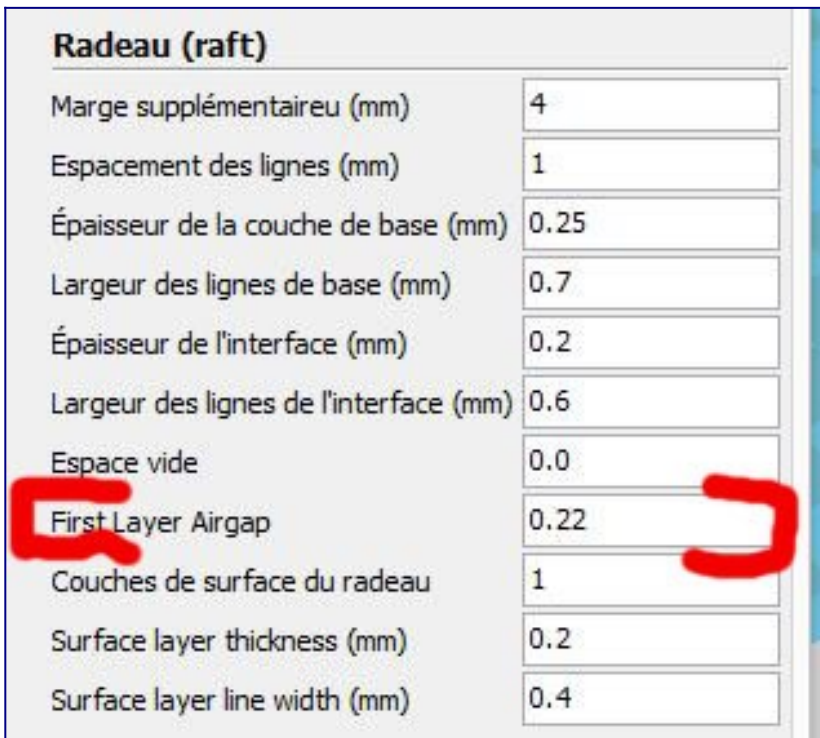 Radeau (raft)
Marge supplémentaireu (mm) 4
Espacement des lignes (mm) 1
Épaisseur de la couche de base (mm) 0.25
Largeur des lignes de base (mm) 0.7
Épaisseur de l'interface (mm) 0.2
Largeur des lignes de l'interface (mm) 0.6
Espace vide 0.0
First Layer Airgap 0.22
Couches de surface du radeau 1
Surface layer thickness (mm) 0.2
Surface layer line width (mm) 0.4